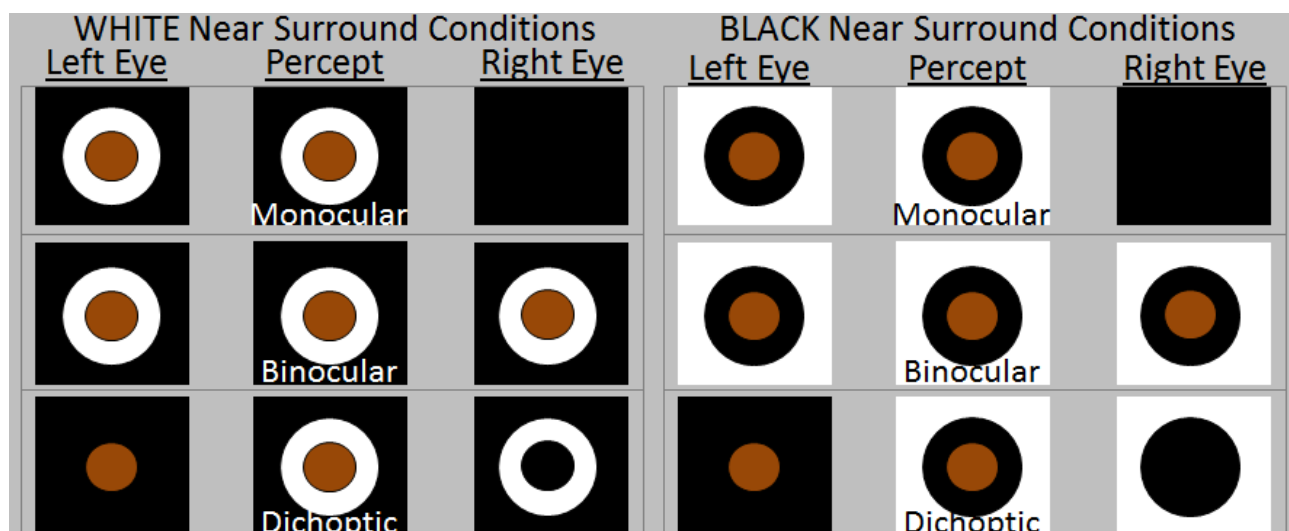 WHITE Near Surround Conditions
Left Eye Percept Right Eye
Monocular
Binocular
Dichoptic
BLACK Near Surround Conditions
Left Eye Percept Right Eye
Monocular
Binocular
Dichoptic